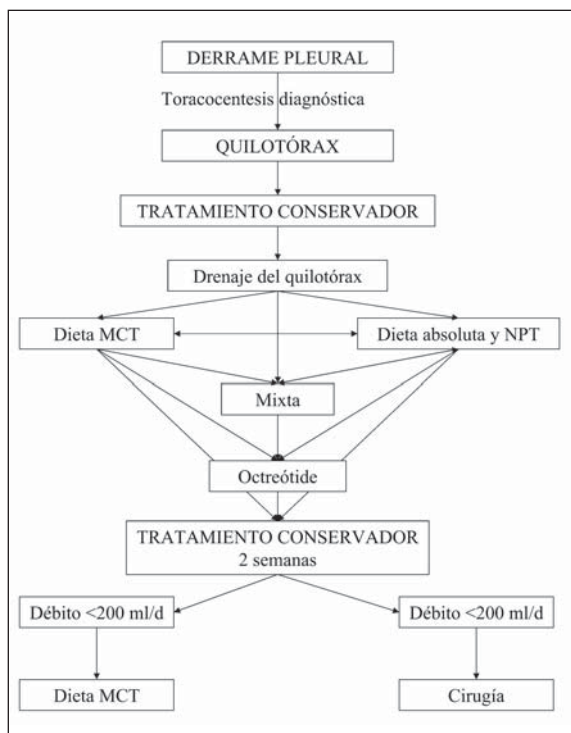 DERRAME PLEURAL
Toracocentesis diagnóstica
QUILOTÓRAX
TRATAMIENTO CONSERVADOR
Drenaje del quilotórax
Dieta MCT
Dieta absoluta y NPT
Mixta
Octreótide
TRATAMIENTO CONSERVADOR
2 semanas
Débito <200 ml/d
Débito <200 ml/d
Dieta MCT
Cirugía